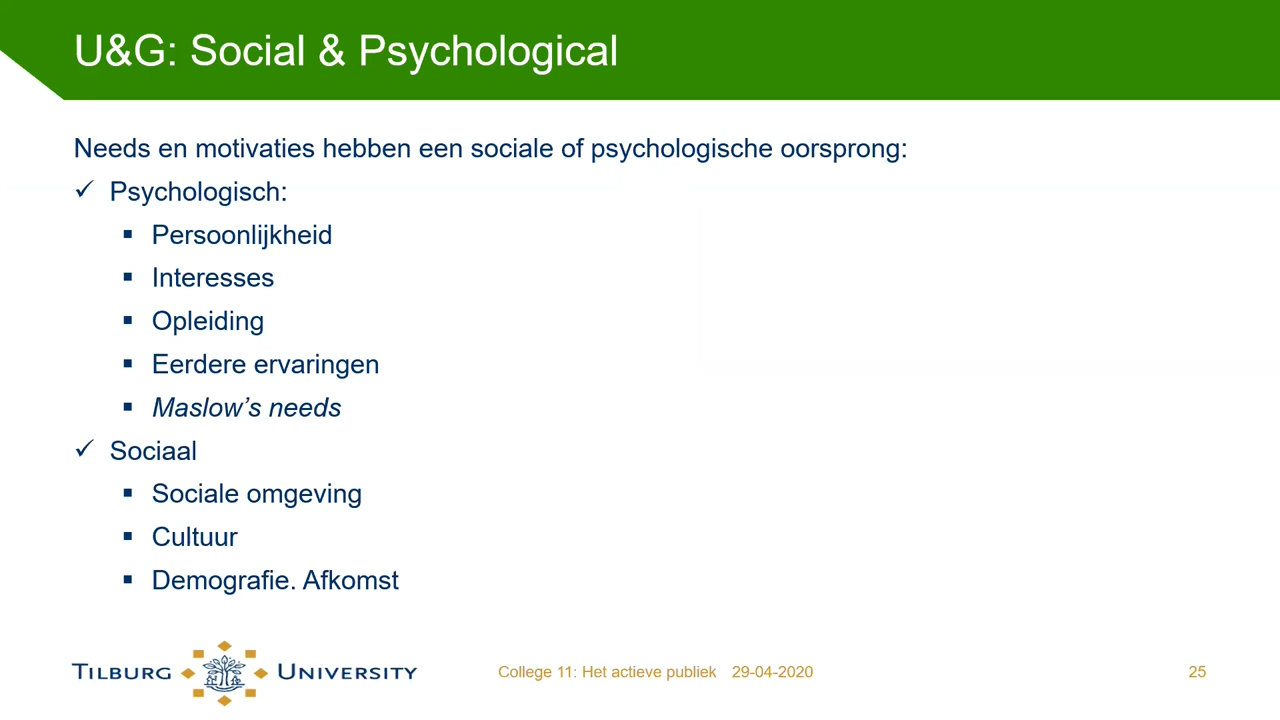 U&G: Social & Psychological
Needs en motivaties hebben een sociale of psychologische oorsprong:
✓ Psychologisch:
▪ Persoonlijkheid
▪ Interesses
▪ Opleiding
▪ Eerdere ervaringen
▪ Maslow’s needs
✓ Sociaal
▪ Sociale omgeving
▪ Cultuur
▪ Demografie. Afkomst
TILBURG UNIVERSITY
College 11: Het actieve publiek 29-04-2020
25